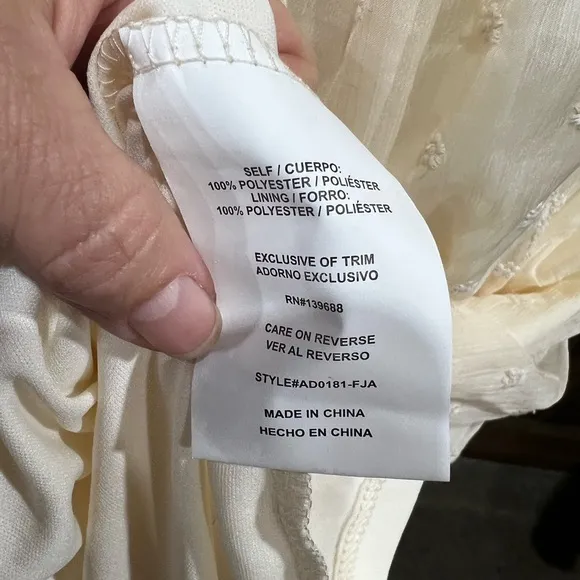 SELF / CUERPO:
100% POLYESTER / POLIÉSTER
LINING / FORRO:
100% POLYESTER / POLIÉSTER
EXCLUSIVE OF TRIM
ADORNO EXCLUSIVO
RN#139688
CARE ON REVERSE
VER AL REVERSO
STYLE#AD0181-FJA
MADE IN CHINA
HECHO EN CHINA